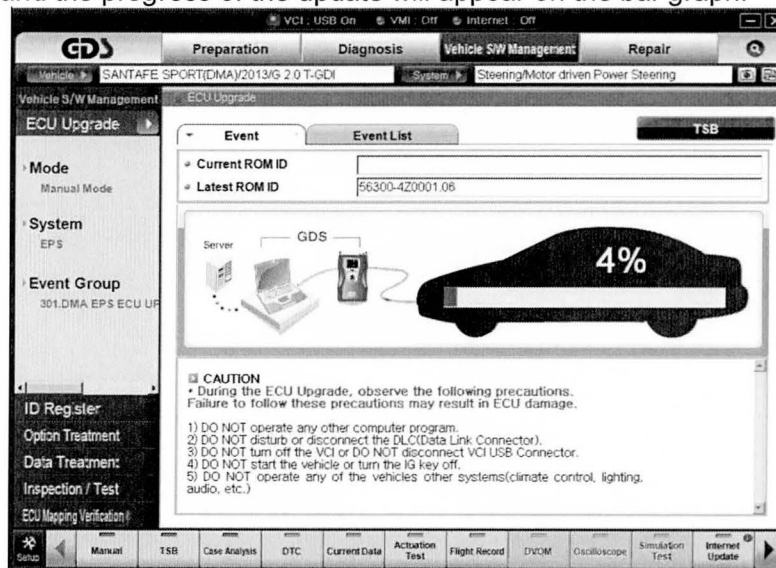 and the progress of the update will appear on the bar graph.
VCI : USB On VMI : Off Internet : Off
GDS Preparation Diagnosis Vehicle S/W Management Repair
Vehicle SANTAFE SPORT(DMA)/2013/G 2.0 T-GDI System Steering/Motor driven Power Steering
Vehicle S/W Management ECU Upgrade
ECU Upgrade
Event Event List TSB
Mode
Manual Mode
Current ROM ID
Latest ROM ID 56300-4Z0001.06
System
EPS
Event Group
301.DMA EPS ECU UP
Server GDS
4%
CAUTION
• During the ECU Upgrade, observe the following precautions.
Failure to follow these precautions may result in ECU damage.
1) DO NOT operate any other computer program.
2) DO NOT disturb or disconnect the DLC(Data Link Connector).
3) DO NOT turn off the VCI or DO NOT disconnect VCI USB Connector.
4) DO NOT start the vehicle or turn the IG key off.
5) DO NOT operate any of the vehicles other systems(climate control, lighting,
audio, etc.)
ID Register
Option Treatment
Data Treatment
Inspection / Test
ECU Mapping Verification
Setup Manual TSB Case Analysis DTC Current Data Actuation Test Flight Record DVOM Oscilloscope Simulation Test Internet Update